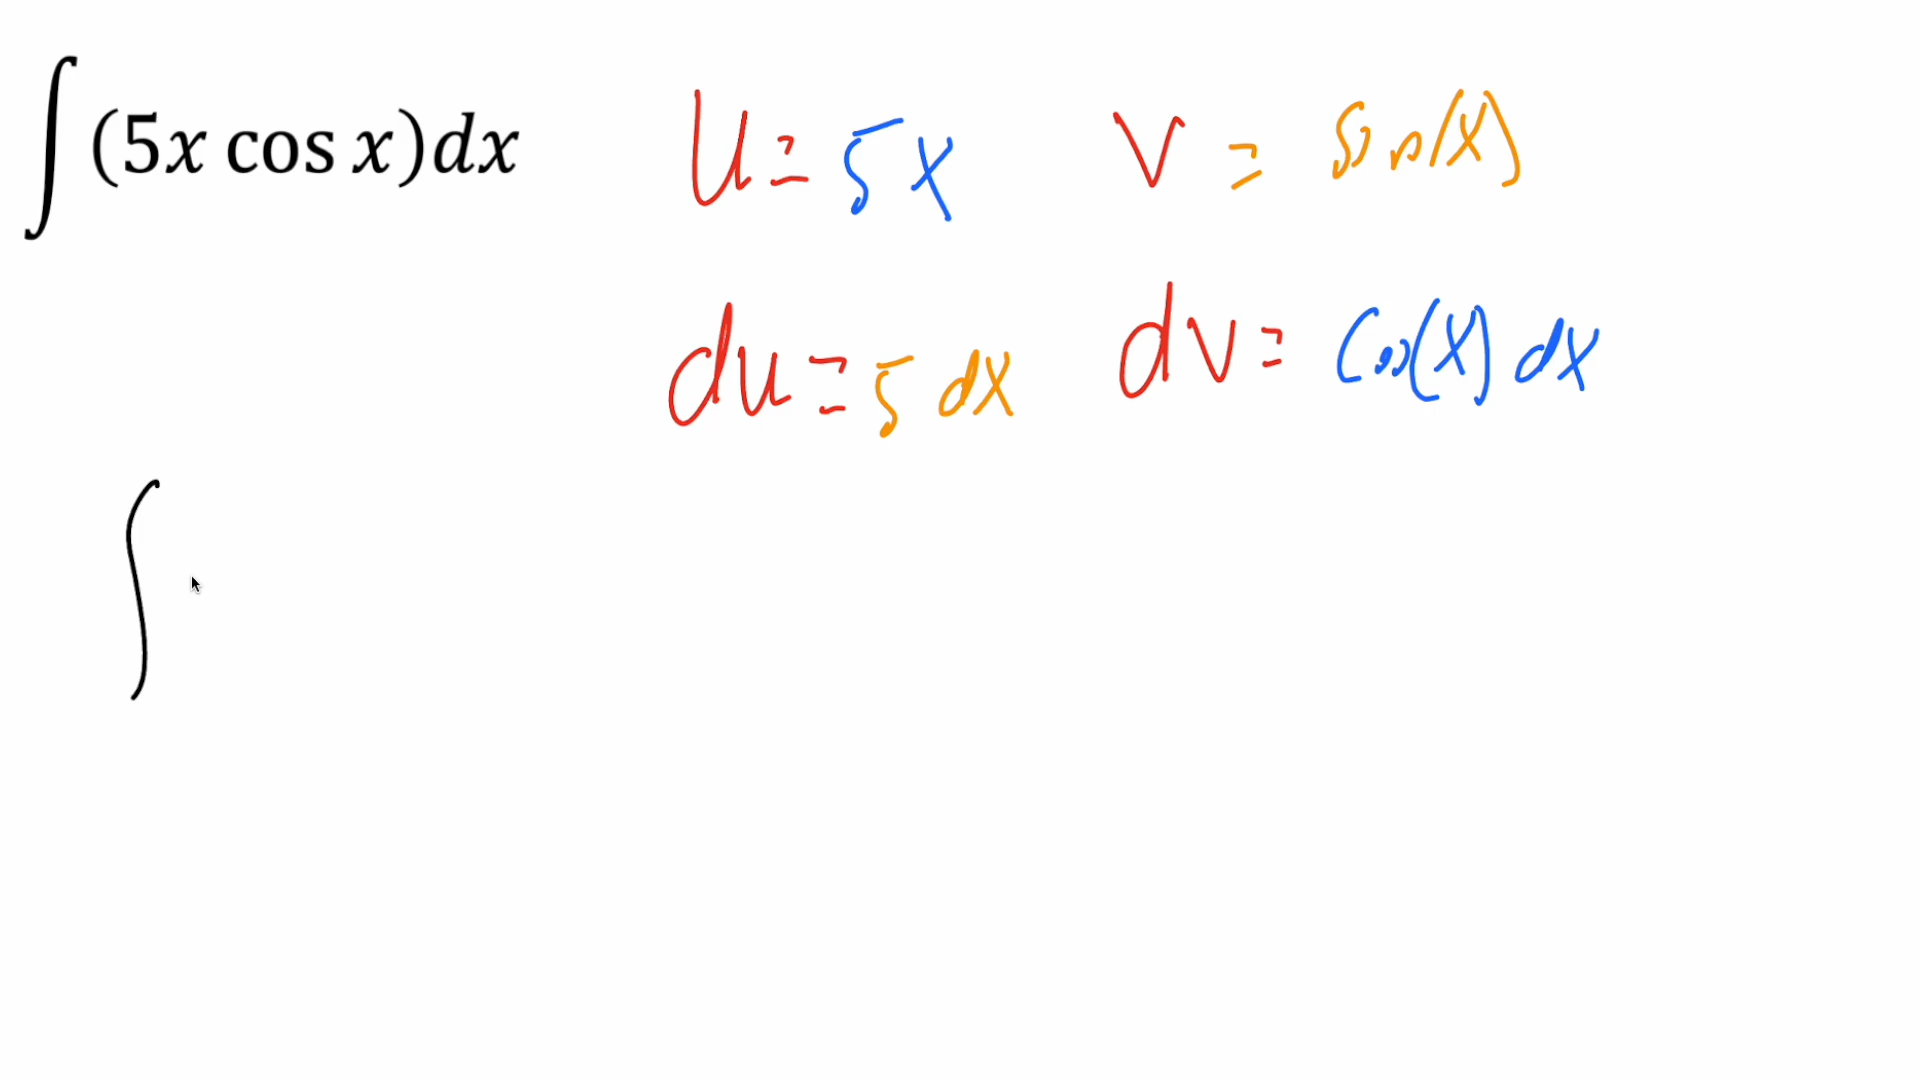 ∫(5x cos x)dx
U = 5x
V = Sin(x)
du = 5 dx
dv = Cos(x) dx
∫